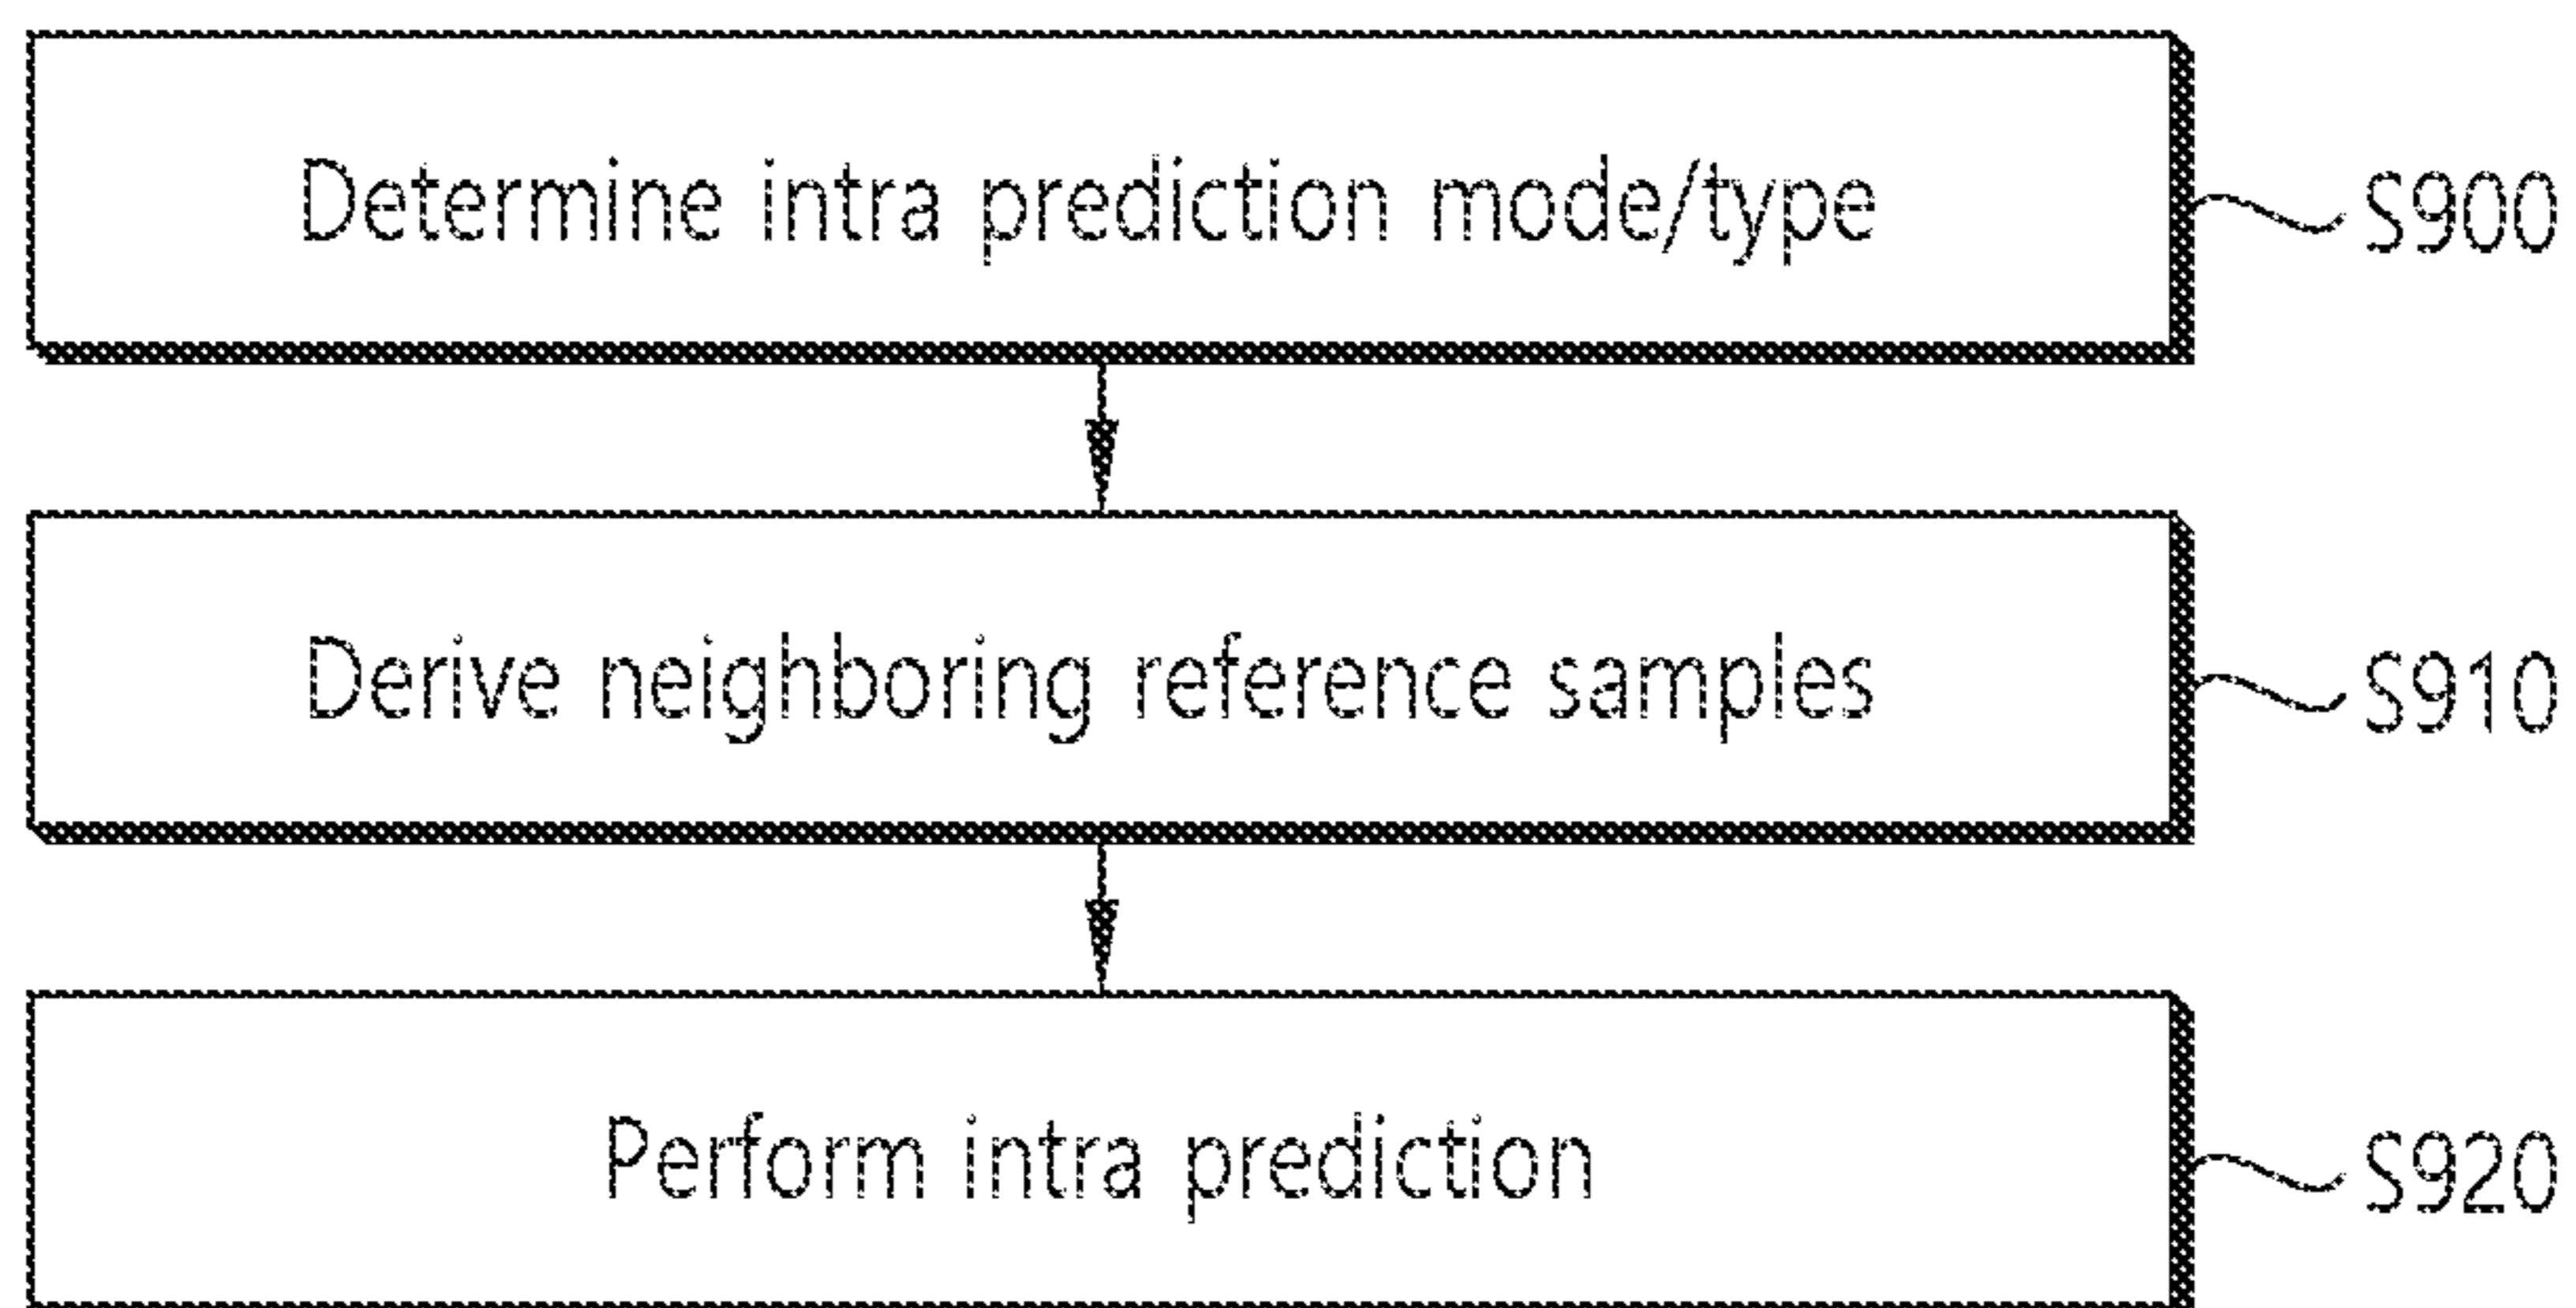 Determine intra prediction mode/type
S900
Derive neighboring reference samples
S910
Perform intra prediction
S920